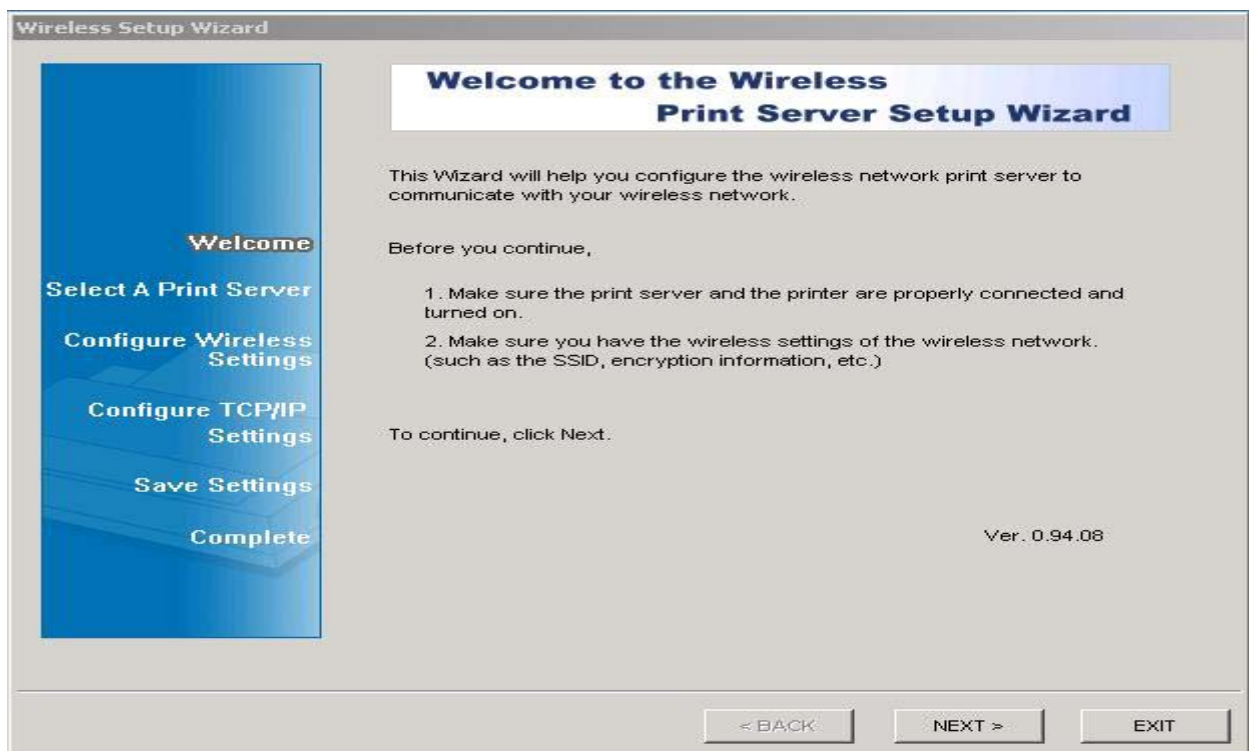 Wireless Setup Wizard
Welcome to the Wireless
Print Server Setup Wizard
This Wizard will help you configure the wireless network print server to
communicate with your wireless network.
Welcome
Before you continue,
Select A Print Server
1. Make sure the print server and the printer are properly connected and
turned on.
Configure Wireless
Settings
2. Make sure you have the wireless settings of the wireless network.
(such as the SSID, encryption information, etc.)
Configure TCP/IP
Settings
To continue, click Next.
Save Settings
Complete
Ver. 0.94.08
< BACK
NEXT >
EXIT